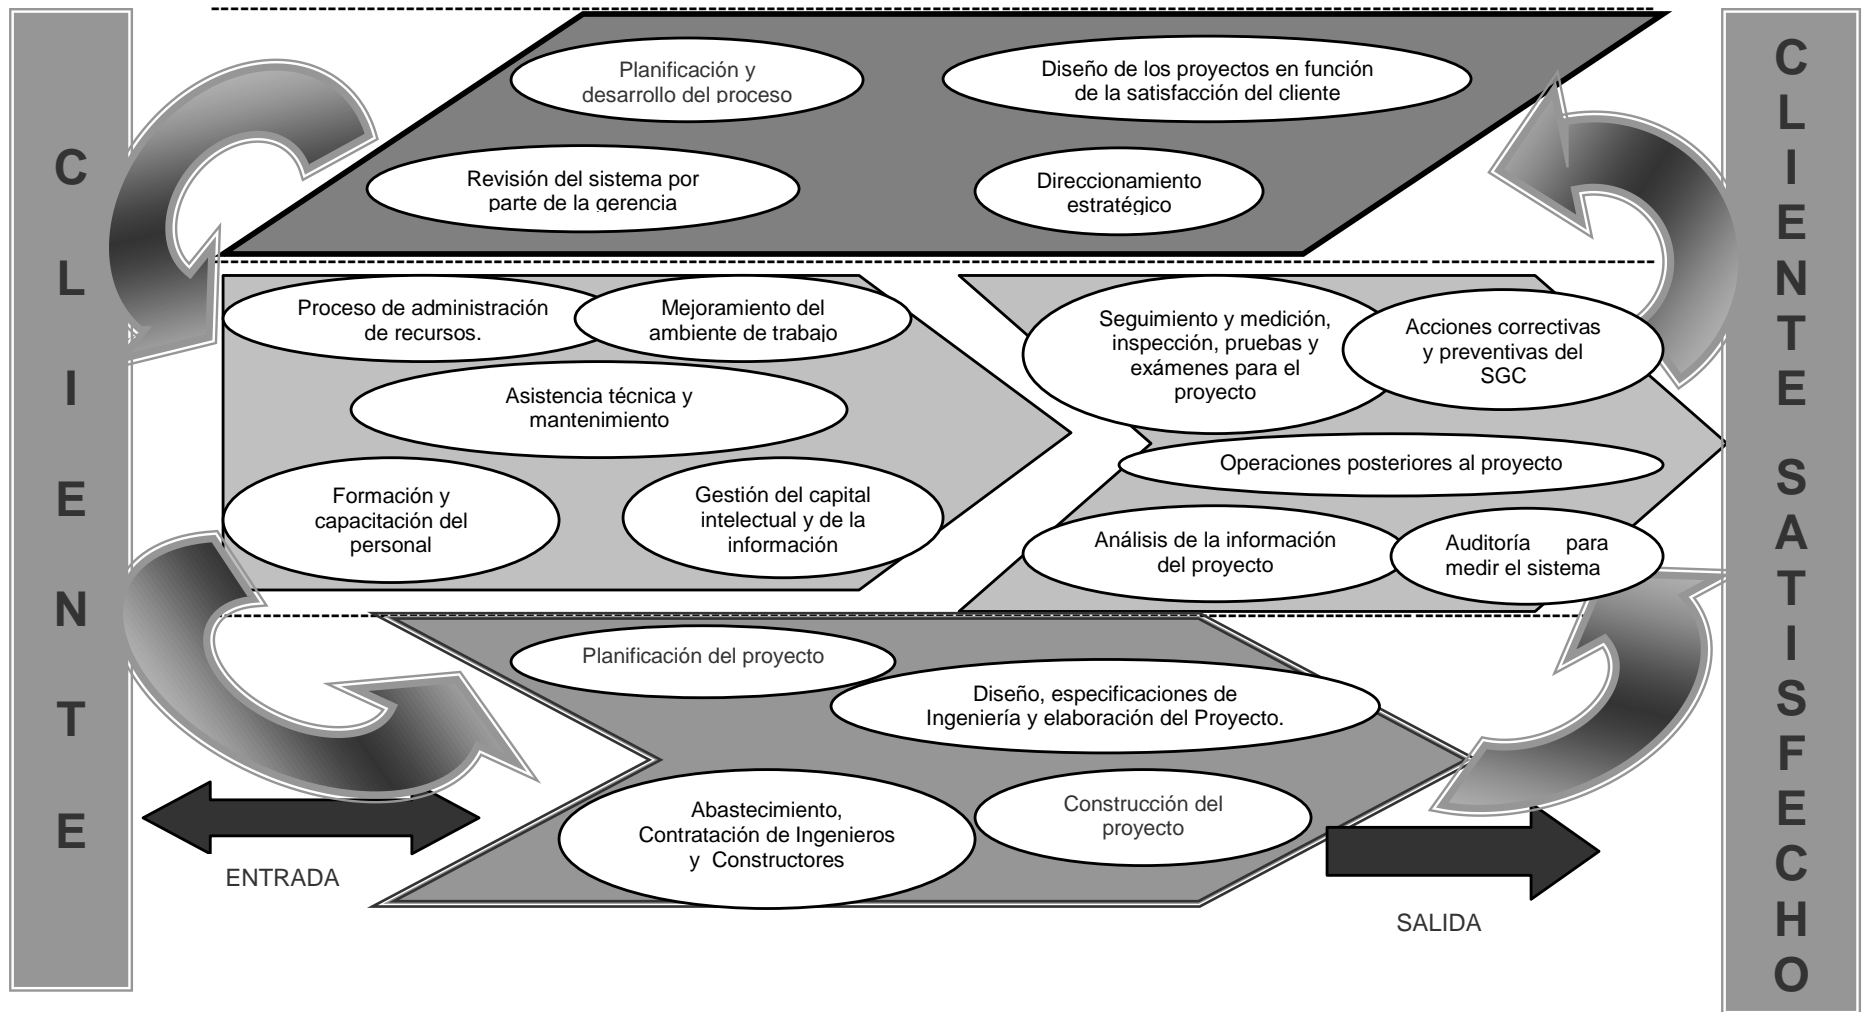 CLIENTE
Planificación y
desarrollo del proceso
Diseño de los proyectos en función
de la satisfacción del cliente
Revisión del sistema por
parte de la gerencia
Direccionamiento
estratégico
Proceso de administración
de recursos.
Mejoramiento del
ambiente de trabajo
Asistencia técnica y
mantenimiento
Formación y
capacitación del
personal
Gestión del capital
intelectual y de la
información
Seguimiento y medición,
inspección, pruebas y
exámenes para el
proyecto
Acciones correctivas
y preventivas del
SGC
Operaciones posteriores al proyecto
Análisis de la información
del proyecto
Auditoría para
medir el sistema
Planificación del proyecto
Diseño, especificaciones de
Ingeniería y elaboración del Proyecto.
Abastecimiento,
Contratación de Ingenieros
y Constructores
Construcción del
proyecto
ENTRADA
SALIDA
CLIENTE SATISFECHO